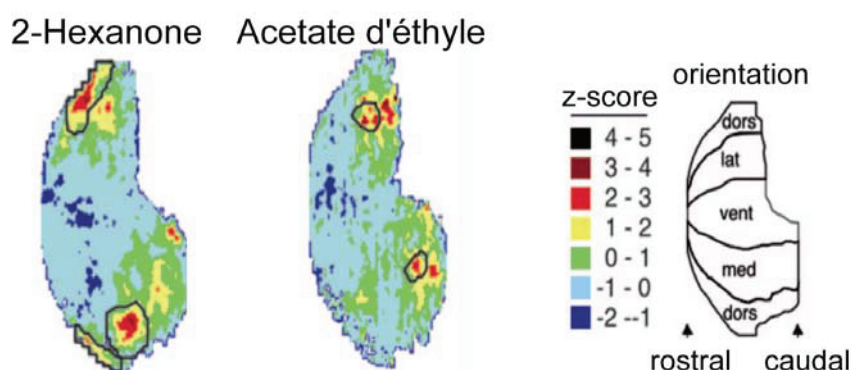 2-Hexanone
Acetate d'éthyle
z-score
4 - 5
3 - 4
2 - 3
1 - 2
0 - 1
-1 - 0
-2 --1
orientation
dors
lat
vent
med
dors
rostral caudal